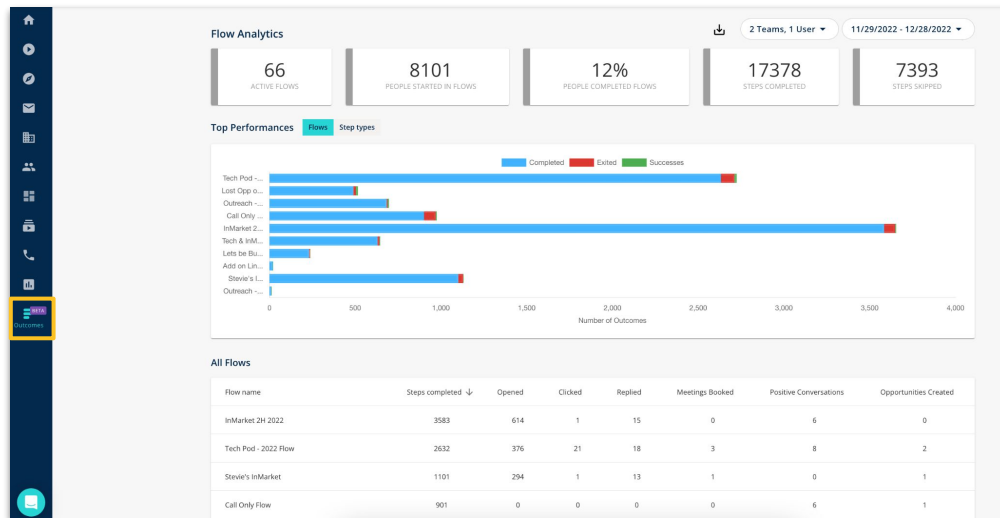 Flow Analytics
2 Teams, 1 User
11/29/2022 - 12/28/2022
66
ACTIVE FLOWS
8101
PEOPLE STARTED IN FLOWS
12%
PEOPLE COMPLETED FLOWS
17378
STEPS COMPLETED
7393
STEPS SKIPPED
Top Performances Flows Step types
Completed Exited Successes
Tech Pod -...
Lost Opp o...
Outreach -...
Call Only ...
InMarket 2...
Tech & InM...
Lets be Bu...
Add on Lin...
Stevie's I...
Outreach -...
0 500 1,000 1,500 2,000 2,500 3,000 3,500 4,000
Number of Outcomes
BETA
Outcomes
All Flows
Flow name Steps completed Opened Clicked Replied Meetings Booked Positive Conversations Opportunities Created
InMarket 2H 2022 3583 614 1 15 0 6 0
Tech Pod - 2022 Flow 2632 376 21 18 3 8 2
Stevie's InMarket 1101 294 1 13 1 0 1
Call Only Flow 901 0 0 0 0 6 1